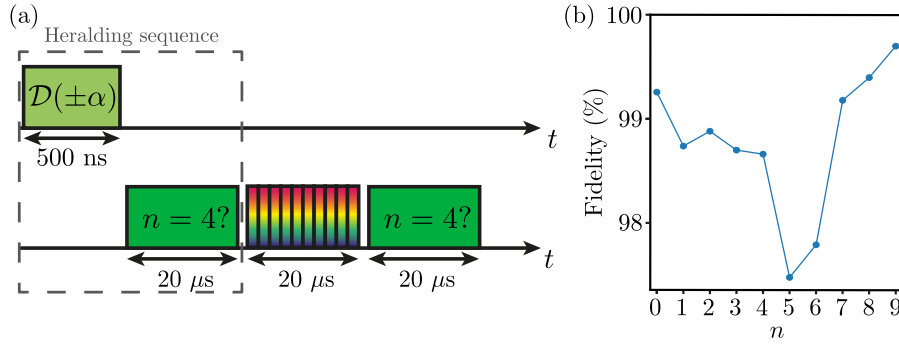 (a)
Heralding sequence
𝒟(±α)
t
500 ns
n = 4?
n = 4?
t
20 μs
20 μs
20 μs
(b)
100
99
98
Fidelity (%)
0 1 2 3 4 5 6 7 8 9
n